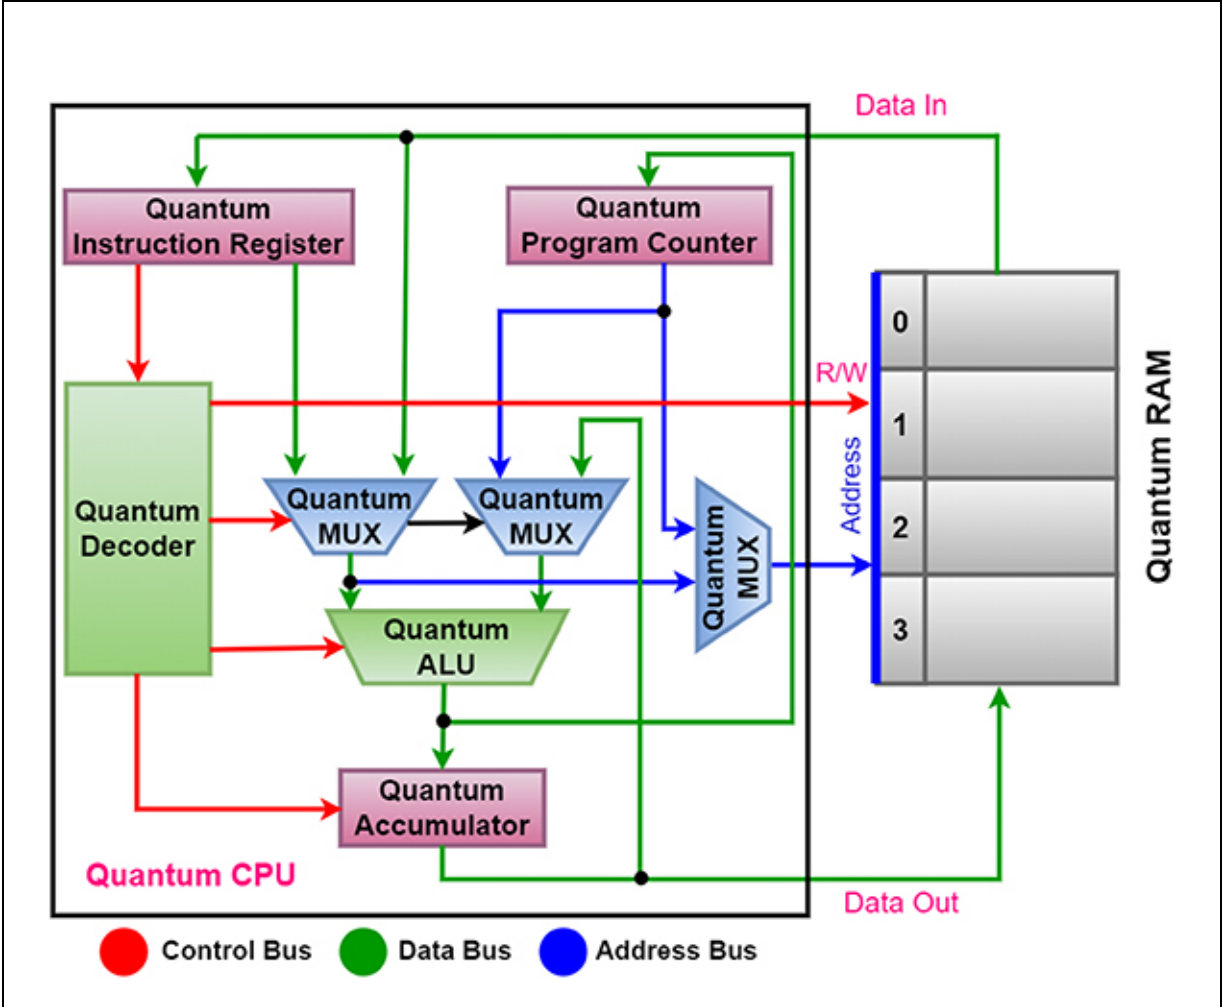 Data In
Quantum
Instruction Register
Quantum
Program Counter
R/W
Address
0
1
2
3
Quantum RAM
Quantum
Decoder
Quantum
MUX
Quantum
MUX
Quantum
MUX
Quantum
ALU
Quantum
Accumulator
Quantum CPU
Data Out
Control Bus
Data Bus
Address Bus